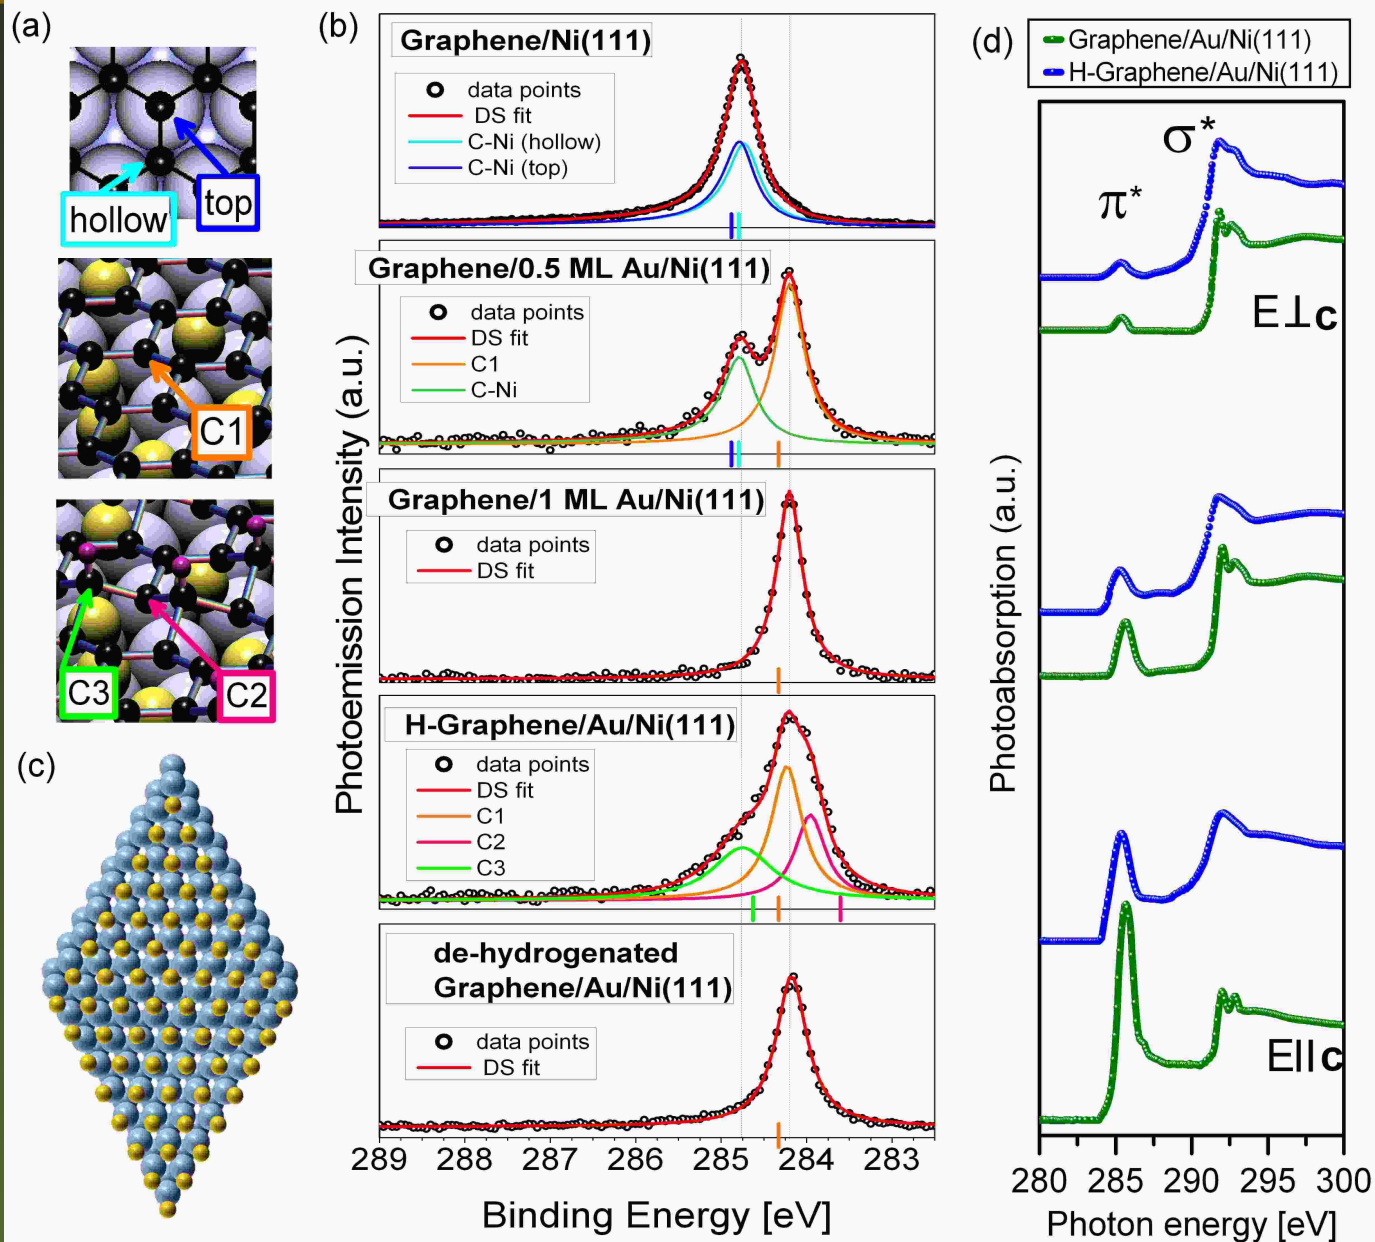 (a)
hollow
top
C1
C3
C2
(b)
Photoemission Intensity (a.u.)
Graphene/Ni(111)
data points
DS fit
C-Ni (hollow)
C-Ni (top)
Graphene/0.5 ML Au/Ni(111)
data points
DS fit
C1
C-Ni
Graphene/1 ML Au/Ni(111)
data points
DS fit
H-Graphene/Au/Ni(111)
data points
DS fit
C1
C2
C3
de-hydrogenated
Graphene/Au/Ni(111)
data points
DS fit
289 288 287 286 285 284 283
Binding Energy [eV]
(c)
(d)
Graphene/Au/Ni(111)
H-Graphene/Au/Ni(111)
Photoabsorption (a.u.)
σ*
π*
E⊥c
E||c
280 285 290 295 300
Photon energy [eV]